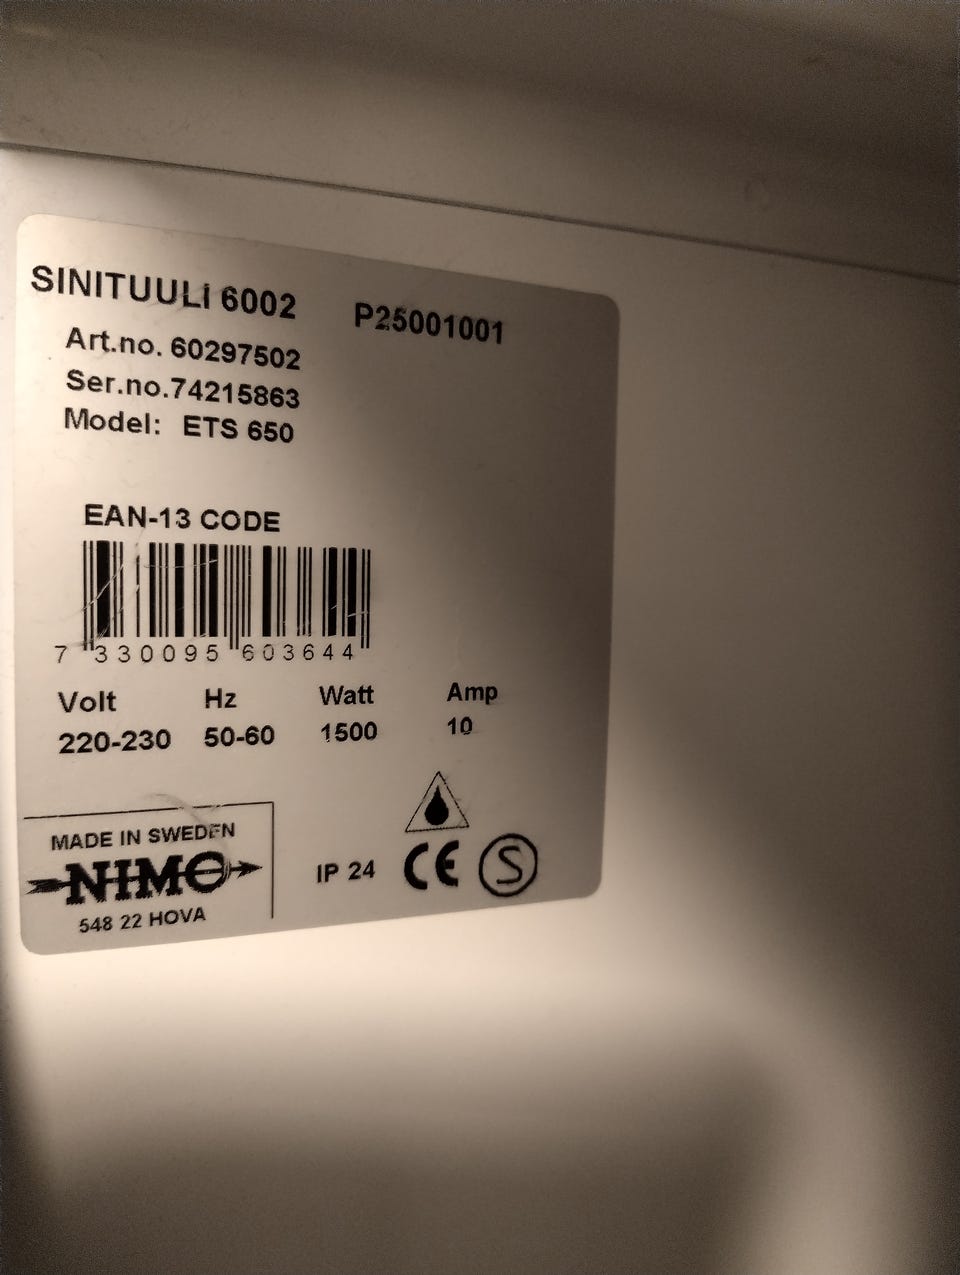 SINITUULI 6002 P25001001
Art.no. 60297502
Ser.no.74215863
Model: ETS 650
EAN-13 CODE
7 330095 603644
Volt Hz Watt Amp
220-230 50-60 1500 10
MADE IN SWEDEN
NIMO
548 22 HOVA
IP 24 CE S